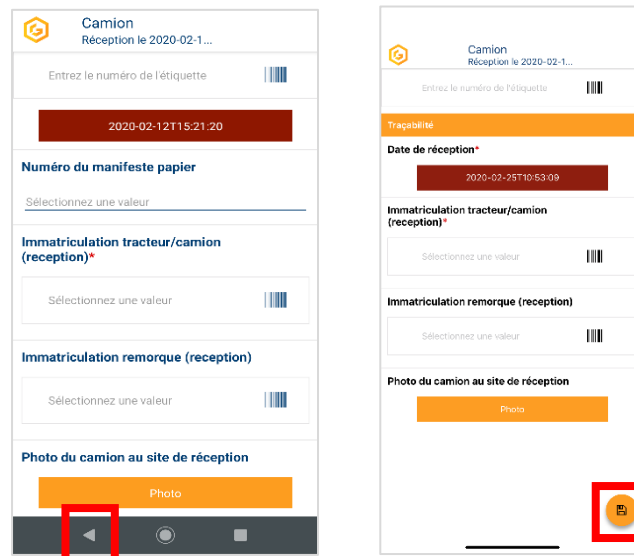 Camion
Réception le 2020-02-1...
Entrez le numéro de l'étiquette
2020-02-12T15:21:20
Numéro du manifeste papier
Sélectionnez une valeur
Immatriculation tracteur/camion
(reception)*
Sélectionnez une valeur
Immatriculation remorque (reception)
Sélectionnez une valeur
Photo du camion au site de réception
Photo
Camion
Réception le 2020-02-1...
Entrez le numéro de l'étiquette
Traçabilité
Date de réception*
2020-02-25T10:53:09
Immatriculation tracteur/camion
(reception)*
Sélectionnez une valeur
Immatriculation remorque (reception)
Sélectionnez une valeur
Photo du camion au site de réception
Photo